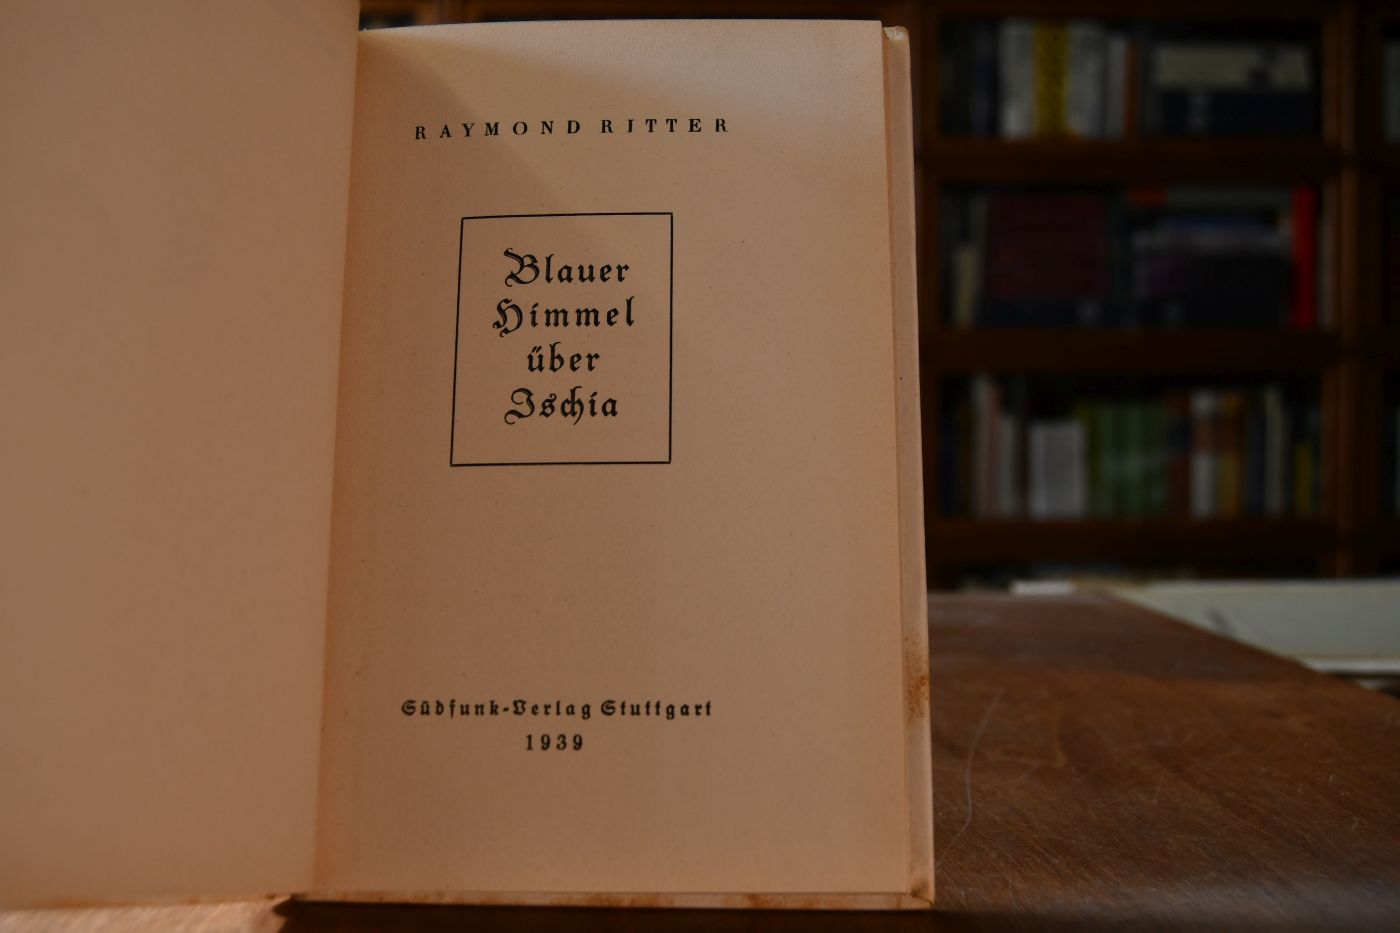 RAYMOND RITTER
Blauer
Himmel
über
Ischia
Südfunk-Verlag Stuttgart
1939